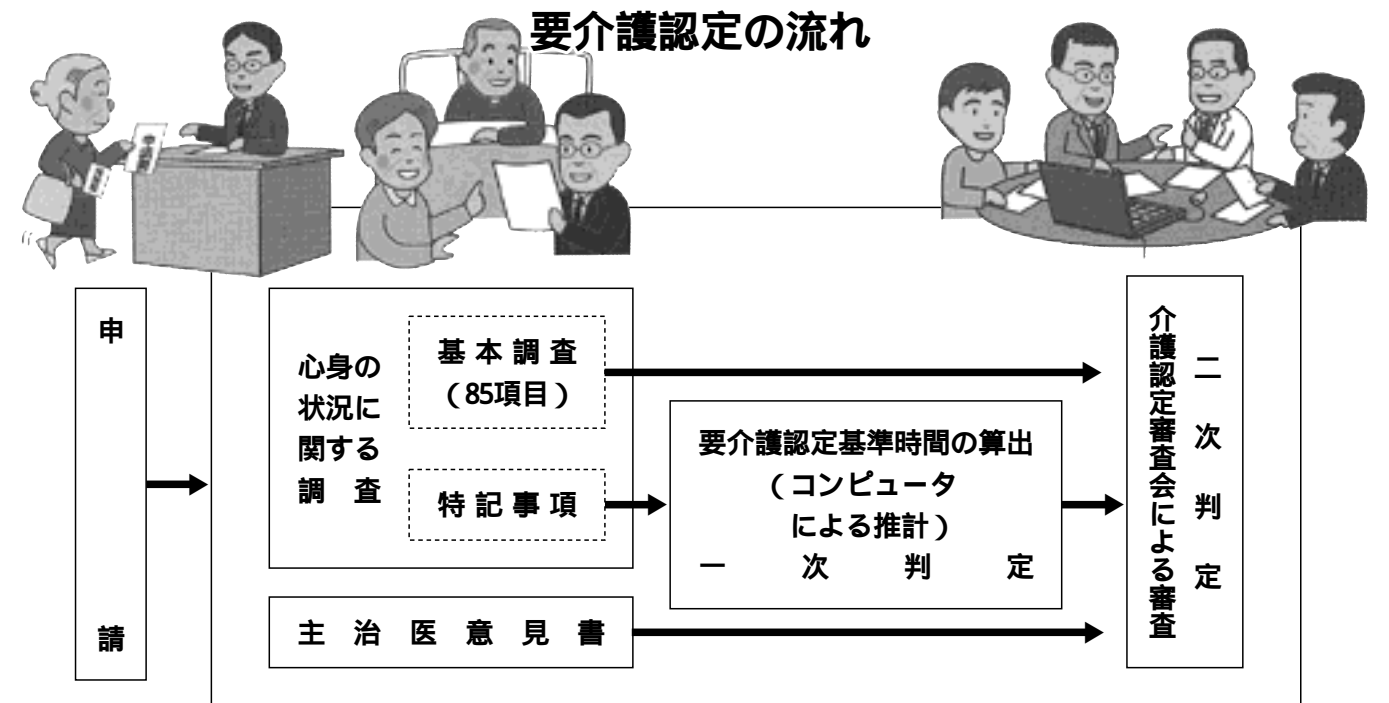 要介護認定の流れ
申請
心身の
状況に
関する
調査
基本調査
(85項目)
特記事項
主治医意見書
要介護認定基準時間の算出
(コンピュータ
による推計)
一次判定
二次判定
介護認定審査会による審査